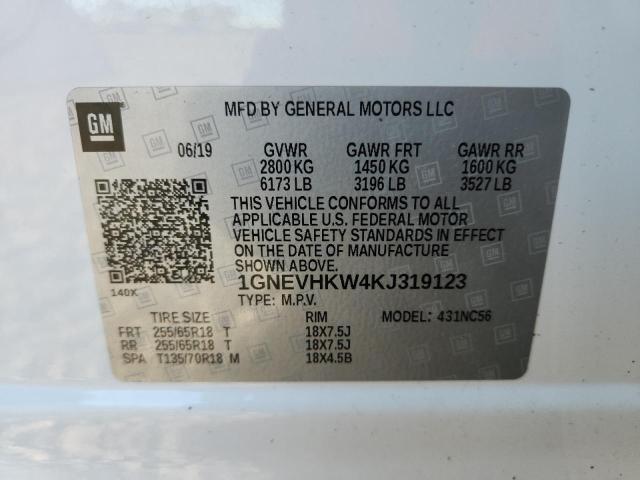 GM
MFD BY GENERAL MOTORS LLC
06/19 GVWR GAWR FRT GAWR RR
2800 KG 1450 KG 1600 KG
6173 LB 3196 LB 3527 LB
THIS VEHICLE CONFORMS TO ALL
APPLICABLE U.S. FEDERAL MOTOR
VEHICLE SAFETY STANDARDS IN EFFECT
ON THE DATE OF MANUFACTURE
SHOWN ABOVE.
140X
1GNEVHKW4KJ319123
TYPE: M.P.V.
TIRE SIZE RIM MODEL: 431NC56
FRT 255/65R18 T 18X7.5J
RR 255/65R18 T 18X7.5J
SPA T135/70R18 M 18X4.5B